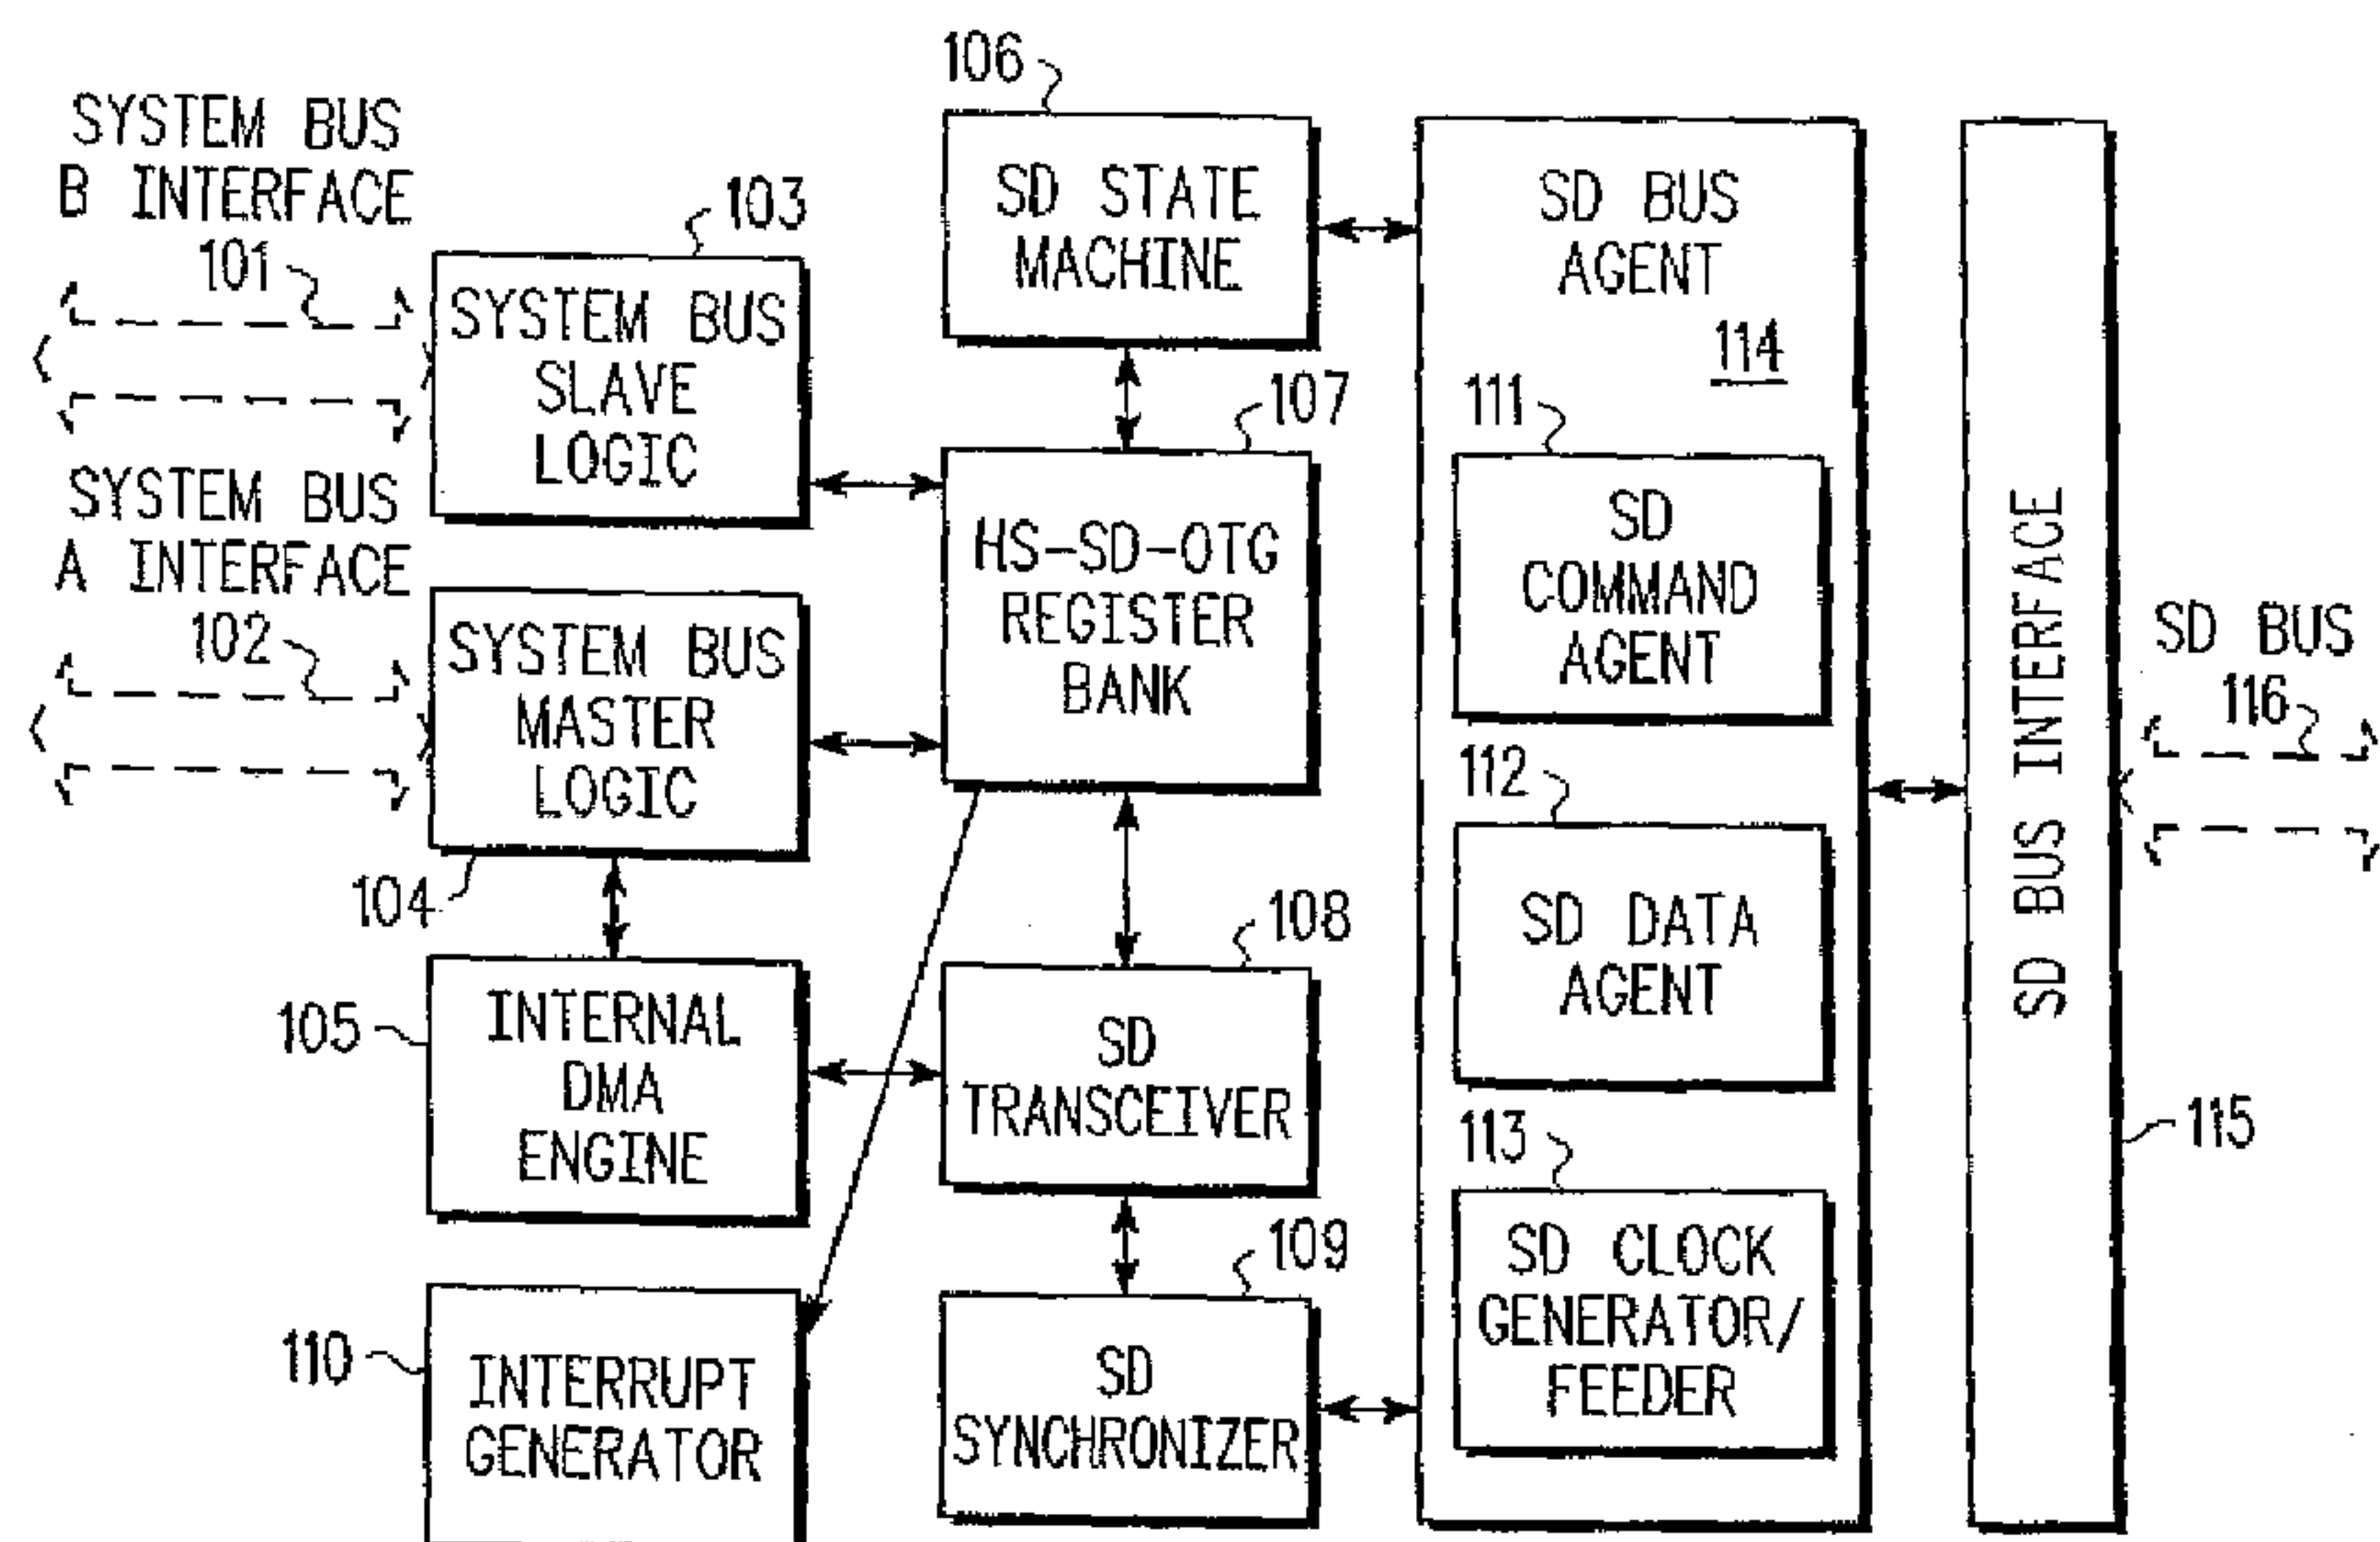 SYSTEM BUS
B INTERFACE
101
103
SYSTEM BUS
SLAVE
LOGIC
SYSTEM BUS
A INTERFACE
102
SYSTEM BUS
MASTER
LOGIC
104
105
INTERNAL
DMA
ENGINE
110
INTERRUPT
GENERATOR
106
SD STATE
MACHINE
107
HS-SD-OTG
REGISTER
BANK
108
SD
TRANSCEIVER
109
SD
SYNCHRONIZER
SD BUS
AGENT
114
111
SD
COMMAND
AGENT
112
SD DATA
AGENT
113
SD CLOCK
GENERATOR/
FEEDER
SD BUS INTERFACE
115
SD BUS
116